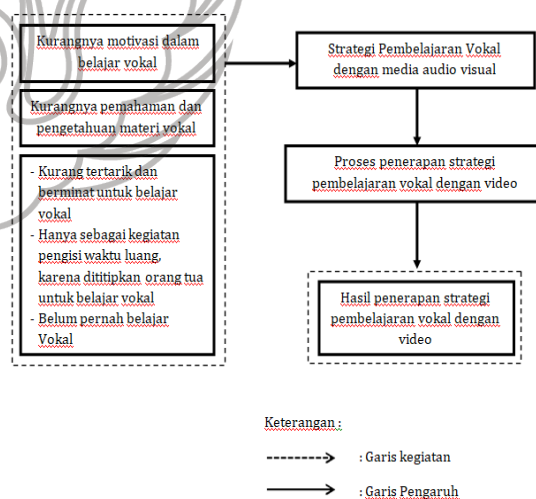 Kurangnya motivasi dalam
belajar vokal
Kurangnya pemahaman dan
pengetahuan materi vokal
- Kurang tertarik dan
berminat untuk belajar
vokal
- Hanya sebagai kegiatan
pengisi waktu luang,
karena dititipkan orang tua
untuk belajar vokal
- Belum pernah belajar
Vokal
Strategi Pembelajaran Vokal
dengan media audio visual
Proses penerapan strategi
pembelajaran vokal dengan video
Hasil penerapan strategi
pembelajaran vokal dengan
video
Keterangan :
: Garis kegiatan
: Garis Pengaruh